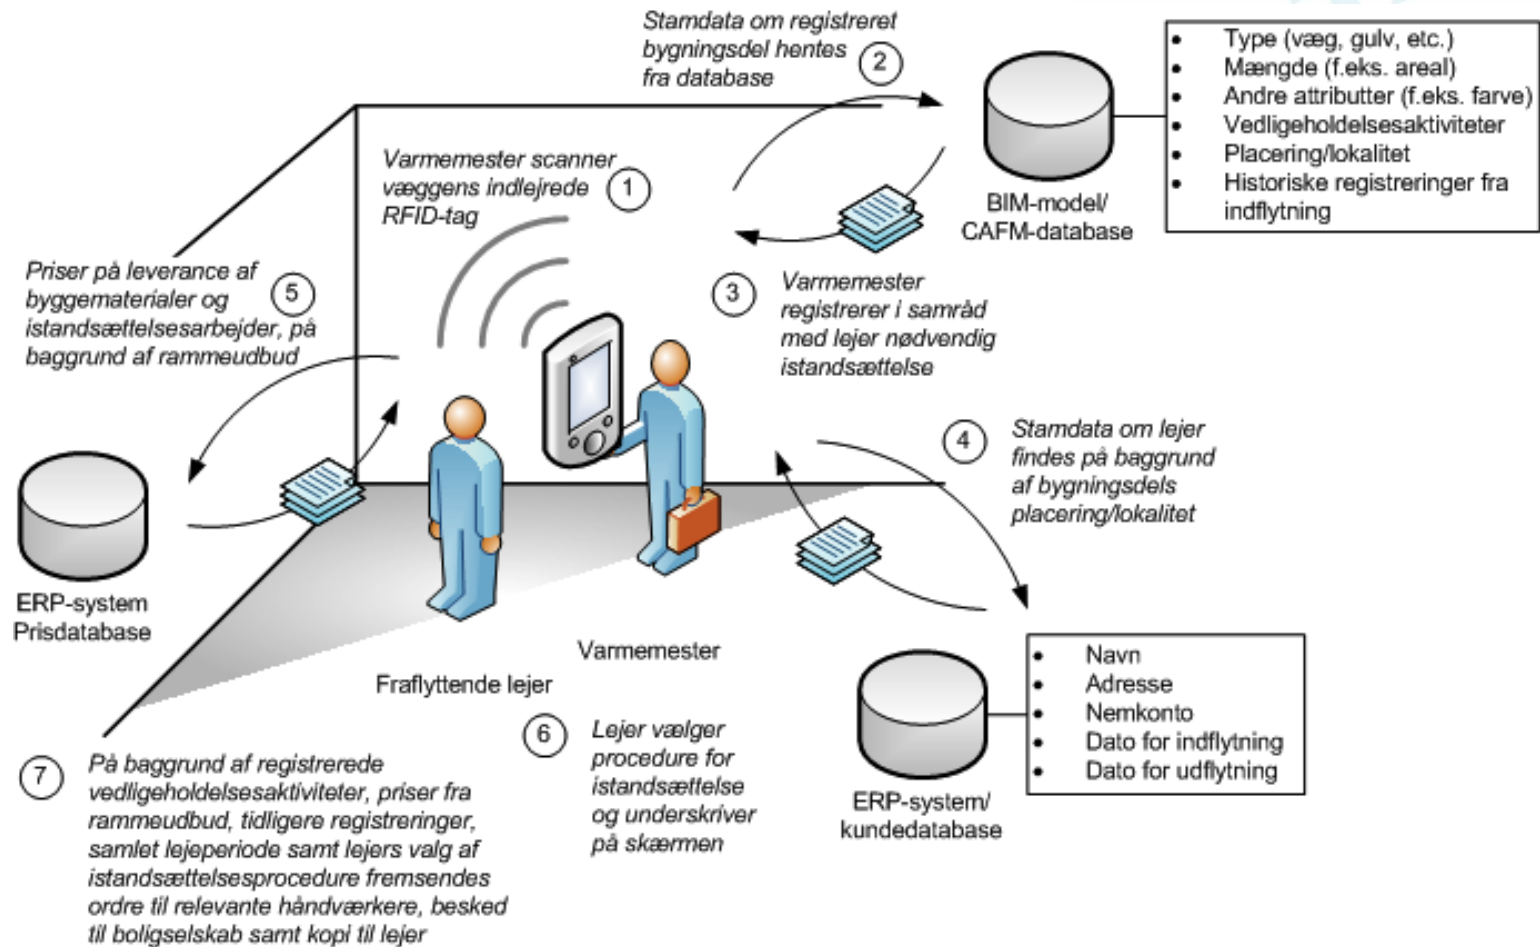 Stamdata om registreret
bygningsdel hentes
fra database
2
• Type (væg, gulv, etc.)
• Mængde (f.eks. areal)
• Andre attributter (f.eks. farve)
• Vedligeholdelsesaktiviteter
• Placering/lokalitet
• Historiske registreringer fra
indflytning
BIM-model/
CAFM-database
Varmemester scanner
væggens indlejrede
RFID-tag
1
Priser på leverance af
byggematerialer og
istandsættelsesarbejder, på
baggrund af rammeudbud
5
3
Varmemester
registrerer i samråd
med lejer nødvendig
istandsættelse
4
Stamdata om lejer
findes på baggrund
af bygningsdels
placering/lokalitet
ERP-system
Prisdatabase
Varmemester
Fraflyttende lejer
• Navn
• Adresse
• Nemkonto
• Dato for indflytning
• Dato for udflytning
ERP-system/
kundedatabase
6
Lejer vælger
procedure for
istandsættelse
og underskriver
på skærmen
7
På baggrund af registrerede
vedligeholdelsesaktiviteter, priser fra
rammeudbud, tidligere registreringer,
samlet lejeperiode samt lejers valg af
istandsættelsesprocedure fremsendes
ordre til relevante håndværkere, besked
til boligselskab samt kopi til lejer